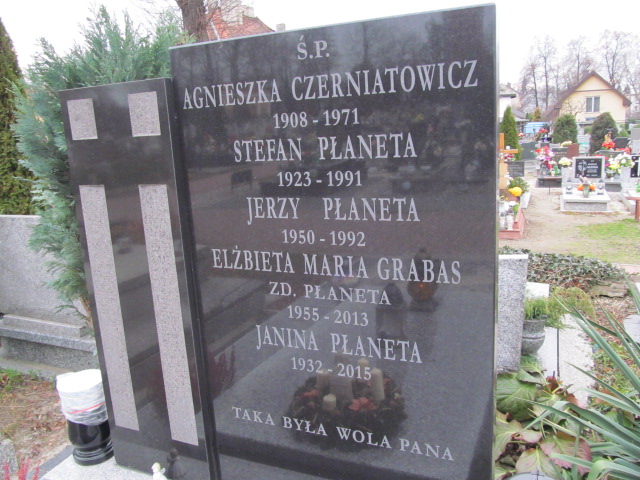 Ś.P.
AGNIESZKA CZERNIATOWICZ
1908 - 1971
STEFAN PŁANETA
1923 - 1991
JERZY PŁANETA
1950 - 1992
ELŻBIETA MARIA GRABAS
ZD. PŁANETA
1955 - 2013
JANINA PŁANETA
1932 - 2015
TAKA BYŁA WOLA PANA